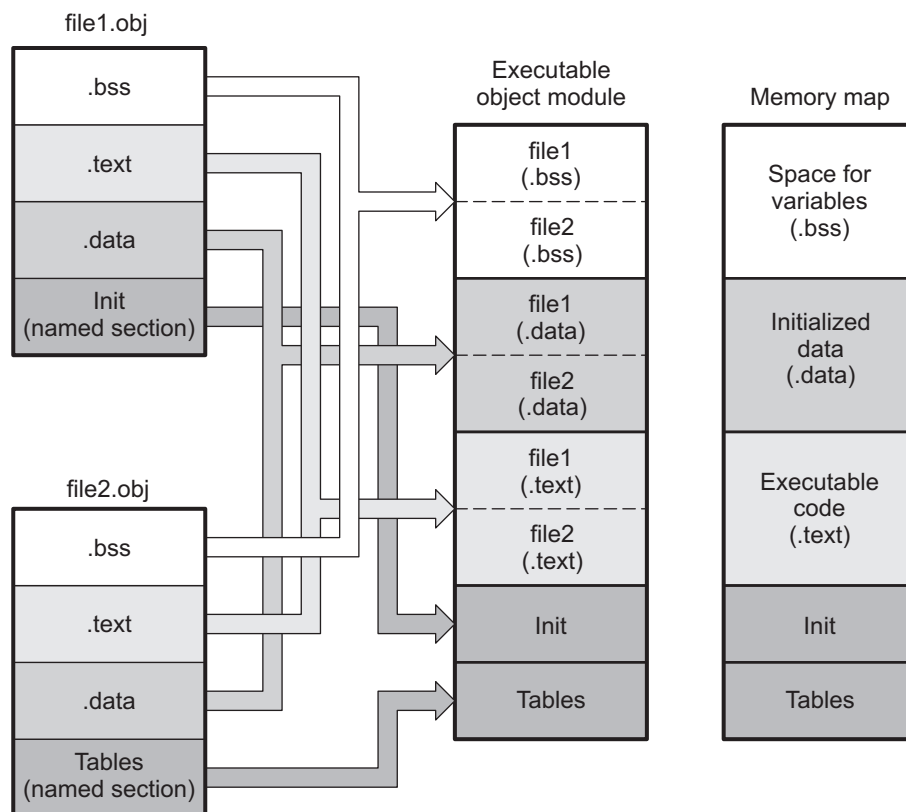 file1.obj
.bss
.text
.data
Init
(named section)
file2.obj
.bss
.text
.data
Tables
(named section)
Executable
object module
file1
(.bss)
file2
(.bss)
file1
(.data)
file2
(.data)
file1
(.text)
file2
(.text)
Init
Tables
Memory map
Space for
variables
(.bss)
Initialized
data
(.data)
Executable
code
(.text)
Init
Tables